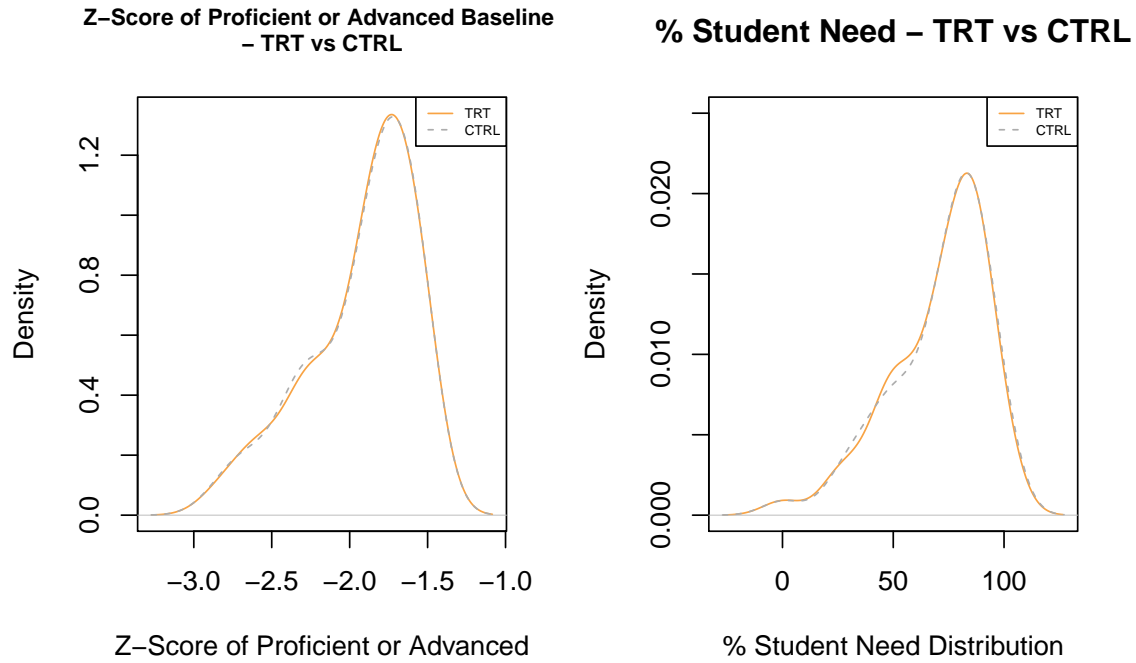 Z−Score of Proficient or Advanced Baseline
− TRT vs CTRL
TRT
CTRL
Density
0.0
0.4
0.8
1.2
−3.0
−2.5
−2.0
−1.5
−1.0
Z−Score of Proficient or Advanced
% Student Need − TRT vs CTRL
TRT
CTRL
Density
0.000
0.010
0.020
0
50
100
% Student Need Distribution